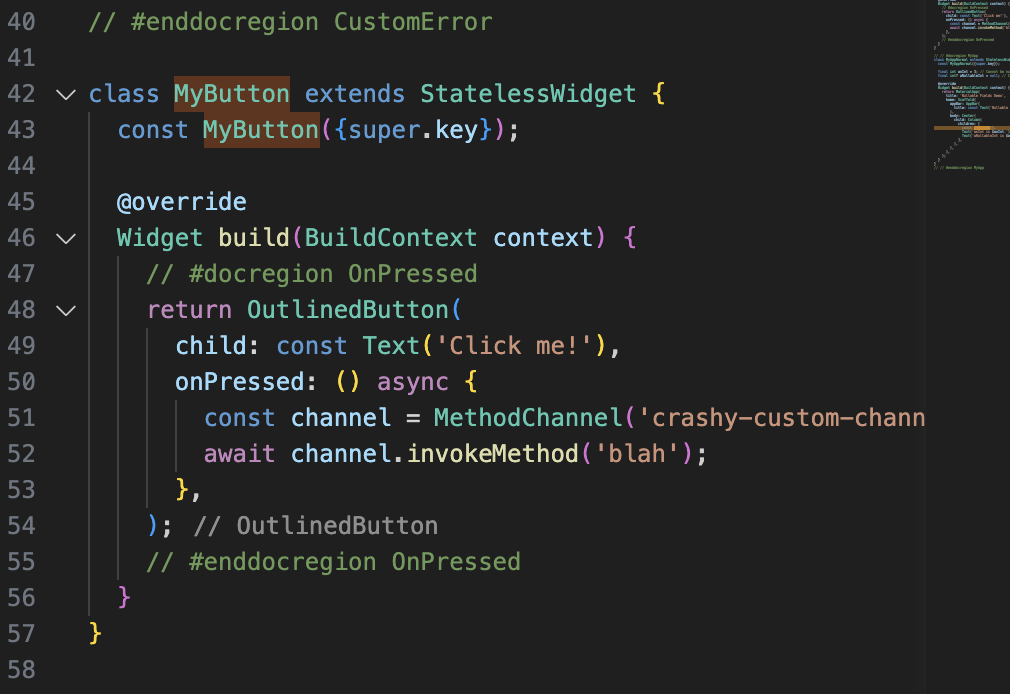 40 // #enddocregion CustomError
41
42 class MyButton extends StatelessWidget {
43   const MyButton({super.key});
44
45   @override
46   Widget build(BuildContext context) {
47     // #docregion OnPressed
48     return OutlinedButton(
49       child: const Text('Click me!'),
50       onPressed: () async {
51         const channel = MethodChannel('crashy-custom-chann
52         await channel.invokeMethod('blah');
53       },
54     ); // OutlinedButton
55     // #enddocregion OnPressed
56   }
57 }
58